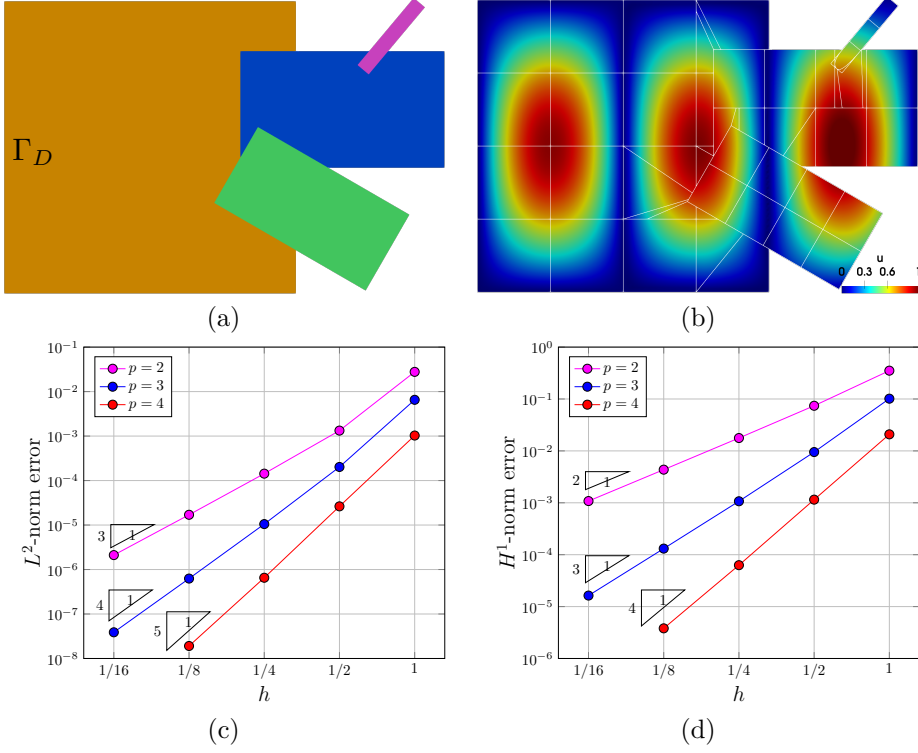 Γ_D
u
0 0.3 0.6 1
(a)
(b)
10^{-1}
10^{-2}
10^{-3}
10^{-4}
10^{-5}
10^{-6}
10^{-7}
10^{-8}
L^2-norm error
p = 2
p = 3
p = 4
3 1
4 1
5 1
1/16 1/8 1/4 1/2 1
h
(c)
10^0
10^{-1}
10^{-2}
10^{-3}
10^{-4}
10^{-5}
10^{-6}
H^1-norm error
p = 2
p = 3
p = 4
2 1
3 1
4 1
1/16 1/8 1/4 1/2 1
h
(d)